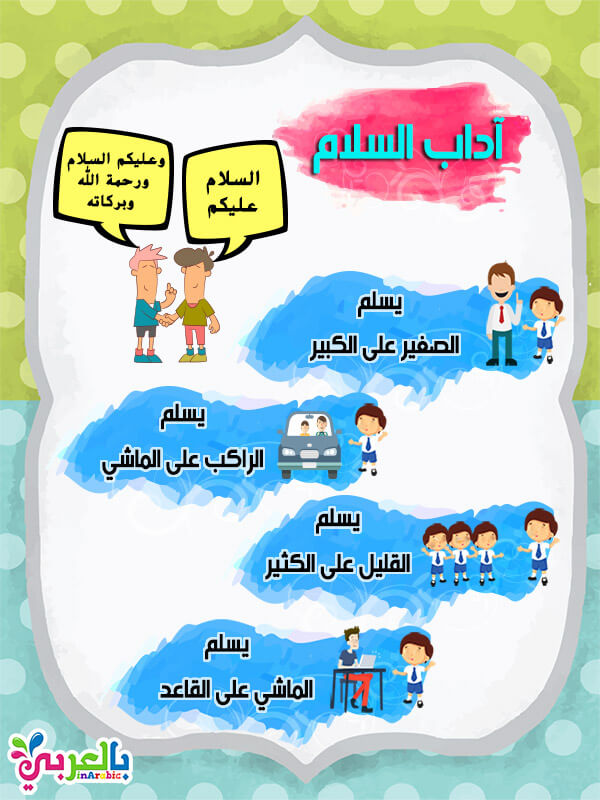 آداب السلام
السلام
عليكم
وعليكم السلام
ورحمة الله
وبركاته
يسلم
الصغير على الكبير
يسلم
الراكب على الماشي
يسلم
القليل على الكثير
يسلم
الماشي على القاعد
بالعربي
inArabic